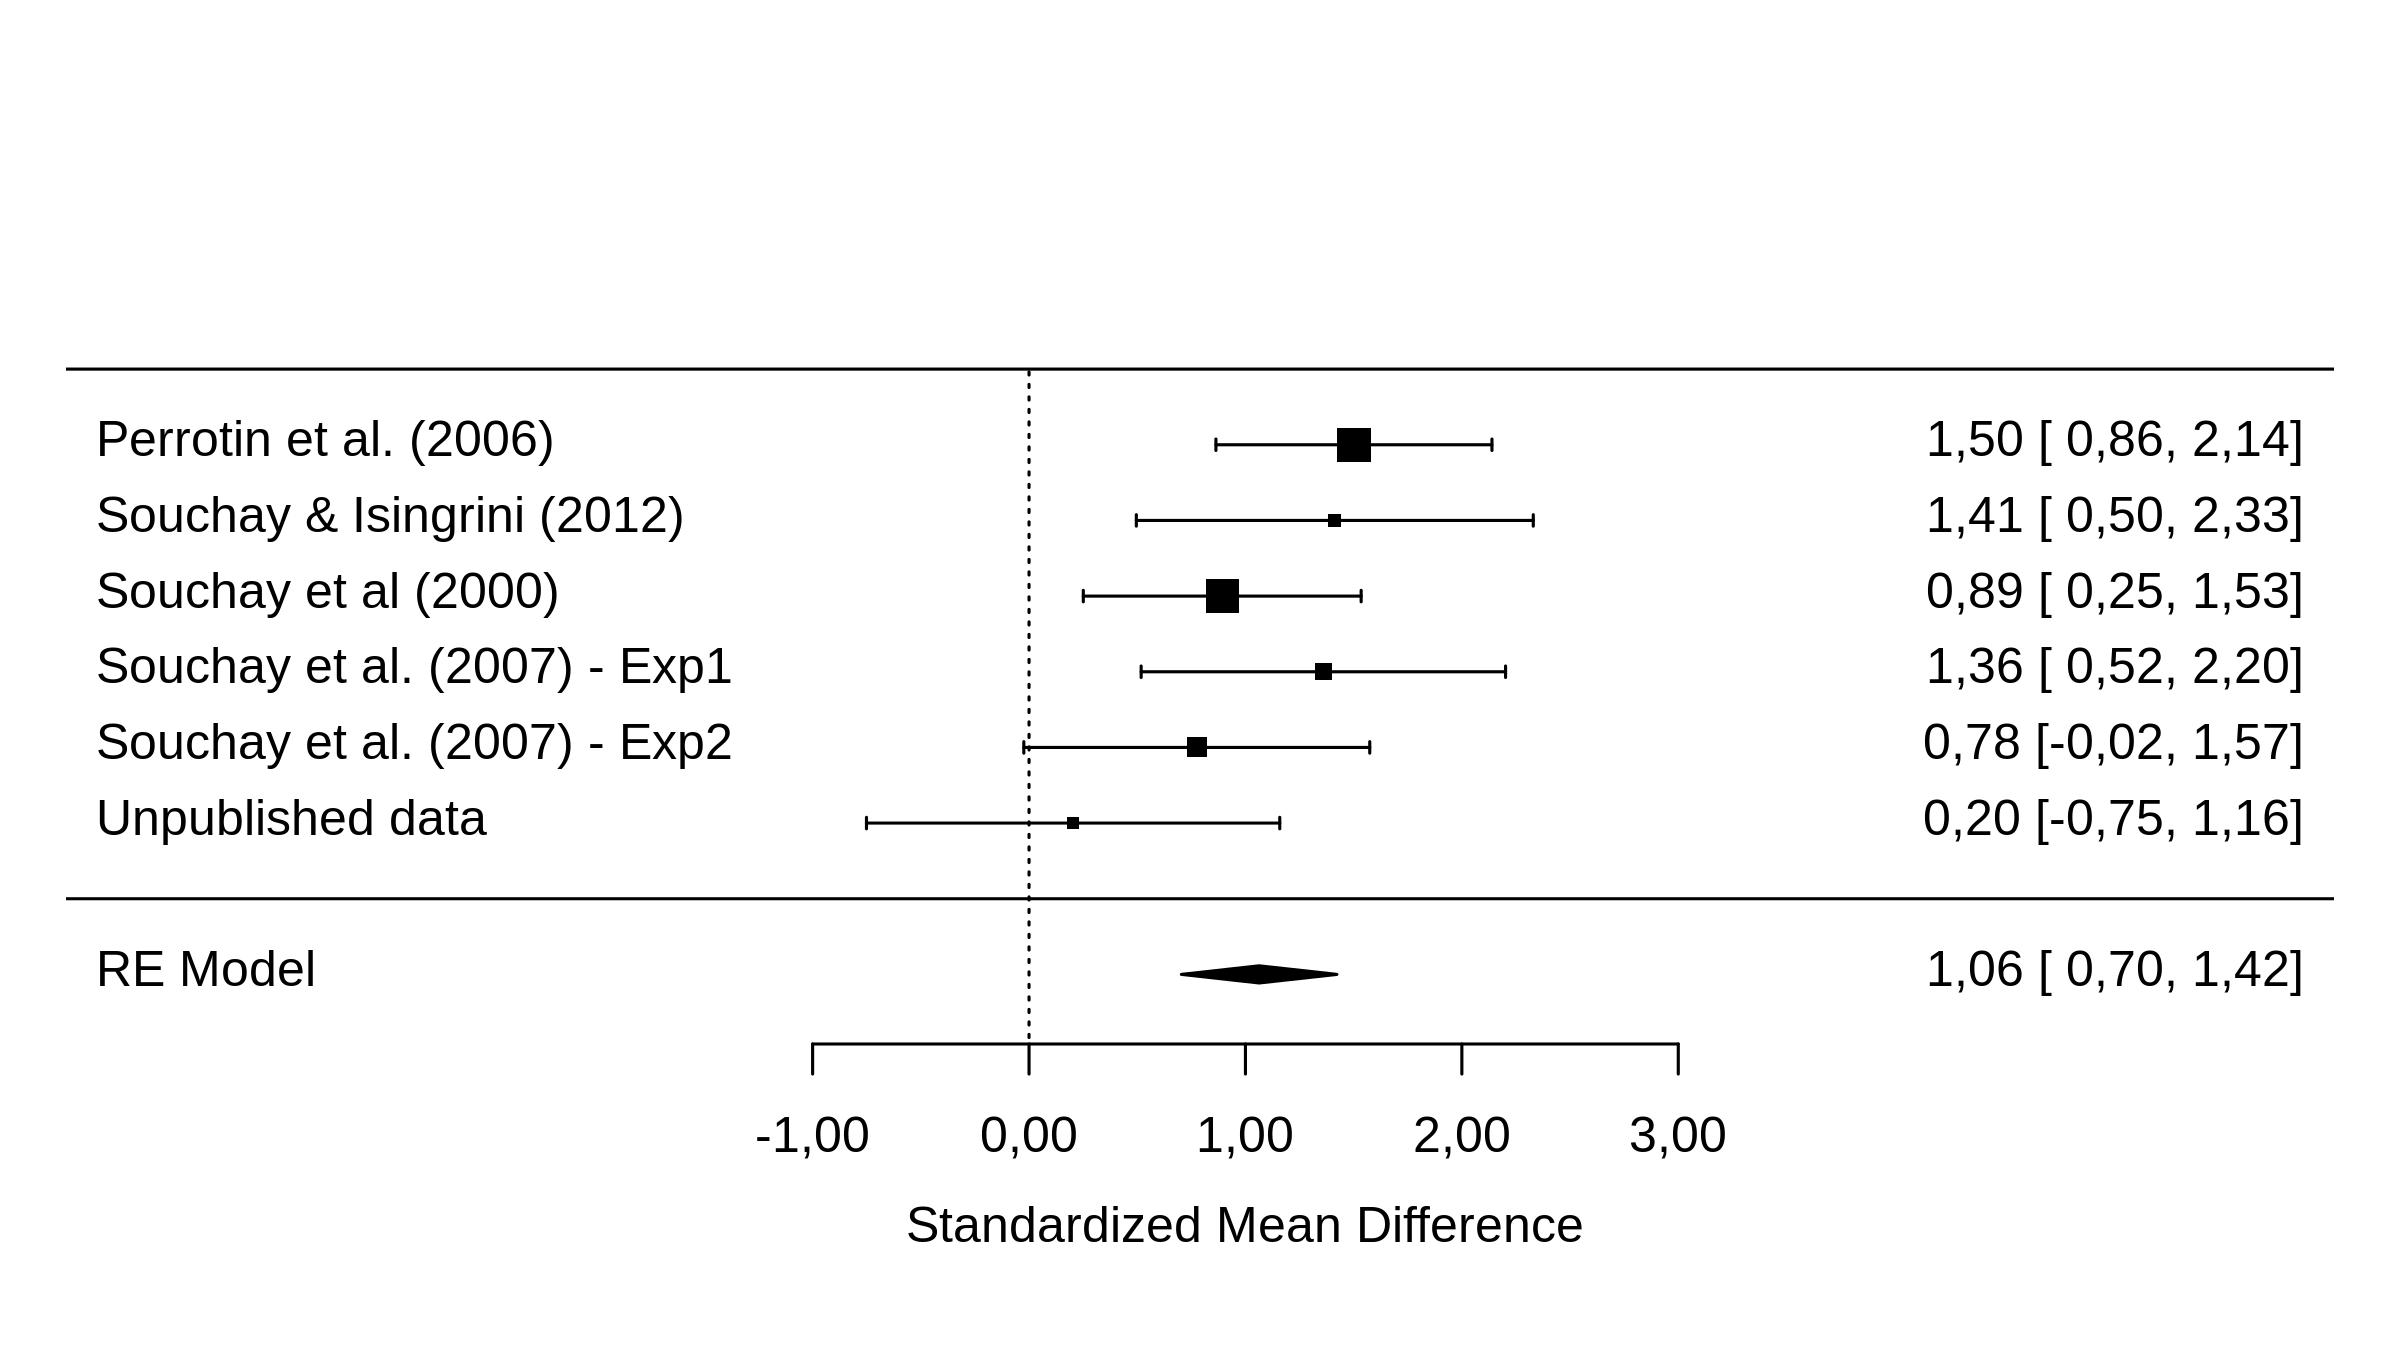 Perrotin et al. (2006) 1,50 [ 0,86, 2,14]
Souchay & Isingrini (2012) 1,41 [ 0,50, 2,33]
Souchay et al (2000) 0,89 [ 0,25, 1,53]
Souchay et al. (2007) - Exp1 1,36 [ 0,52, 2,20]
Souchay et al. (2007) - Exp2 0,78 [-0,02, 1,57]
Unpublished data 0,20 [-0,75, 1,16]
RE Model 1,06 [ 0,70, 1,42]
-1,00 0,00 1,00 2,00 3,00
Standardized Mean Difference